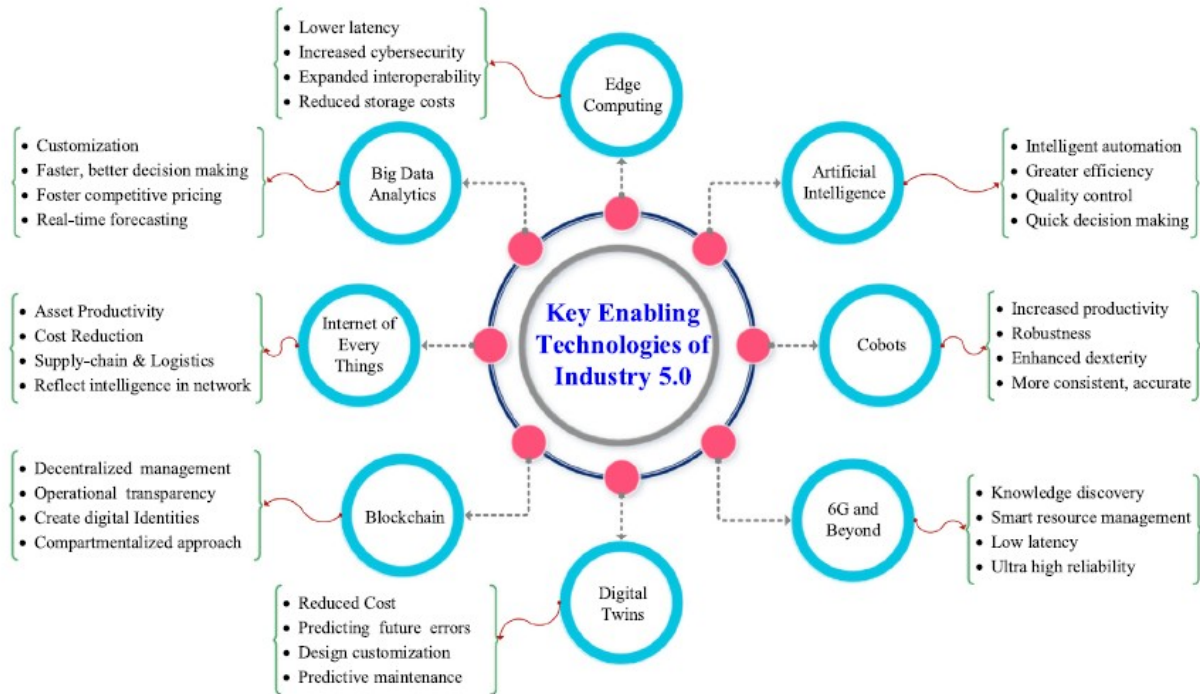 Key Enabling
Technologies of
Industry 5.0
Edge
Computing
Lower latency
Increased cybersecurity
Expanded interoperability
Reduced storage costs
Artificial
Intelligence
Intelligent automation
Greater efficiency
Quality control
Quick decision making
Cobots
Increased productivity
Robustness
Enhanced dexterity
More consistent, accurate
6G and
Beyond
Knowledge discovery
Smart resource management
Low latency
Ultra high reliability
Digital
Twins
Reduced Cost
Predicting future errors
Design customization
Predictive maintenance
Blockchain
Decentralized management
Operational transparency
Create digital Identities
Compartmentalized approach
Internet of
Every
Things
Asset Productivity
Cost Reduction
Supply-chain & Logistics
Reflect intelligence in network
Big Data
Analytics
Customization
Faster, better decision making
Foster competitive pricing
Real-time forecasting